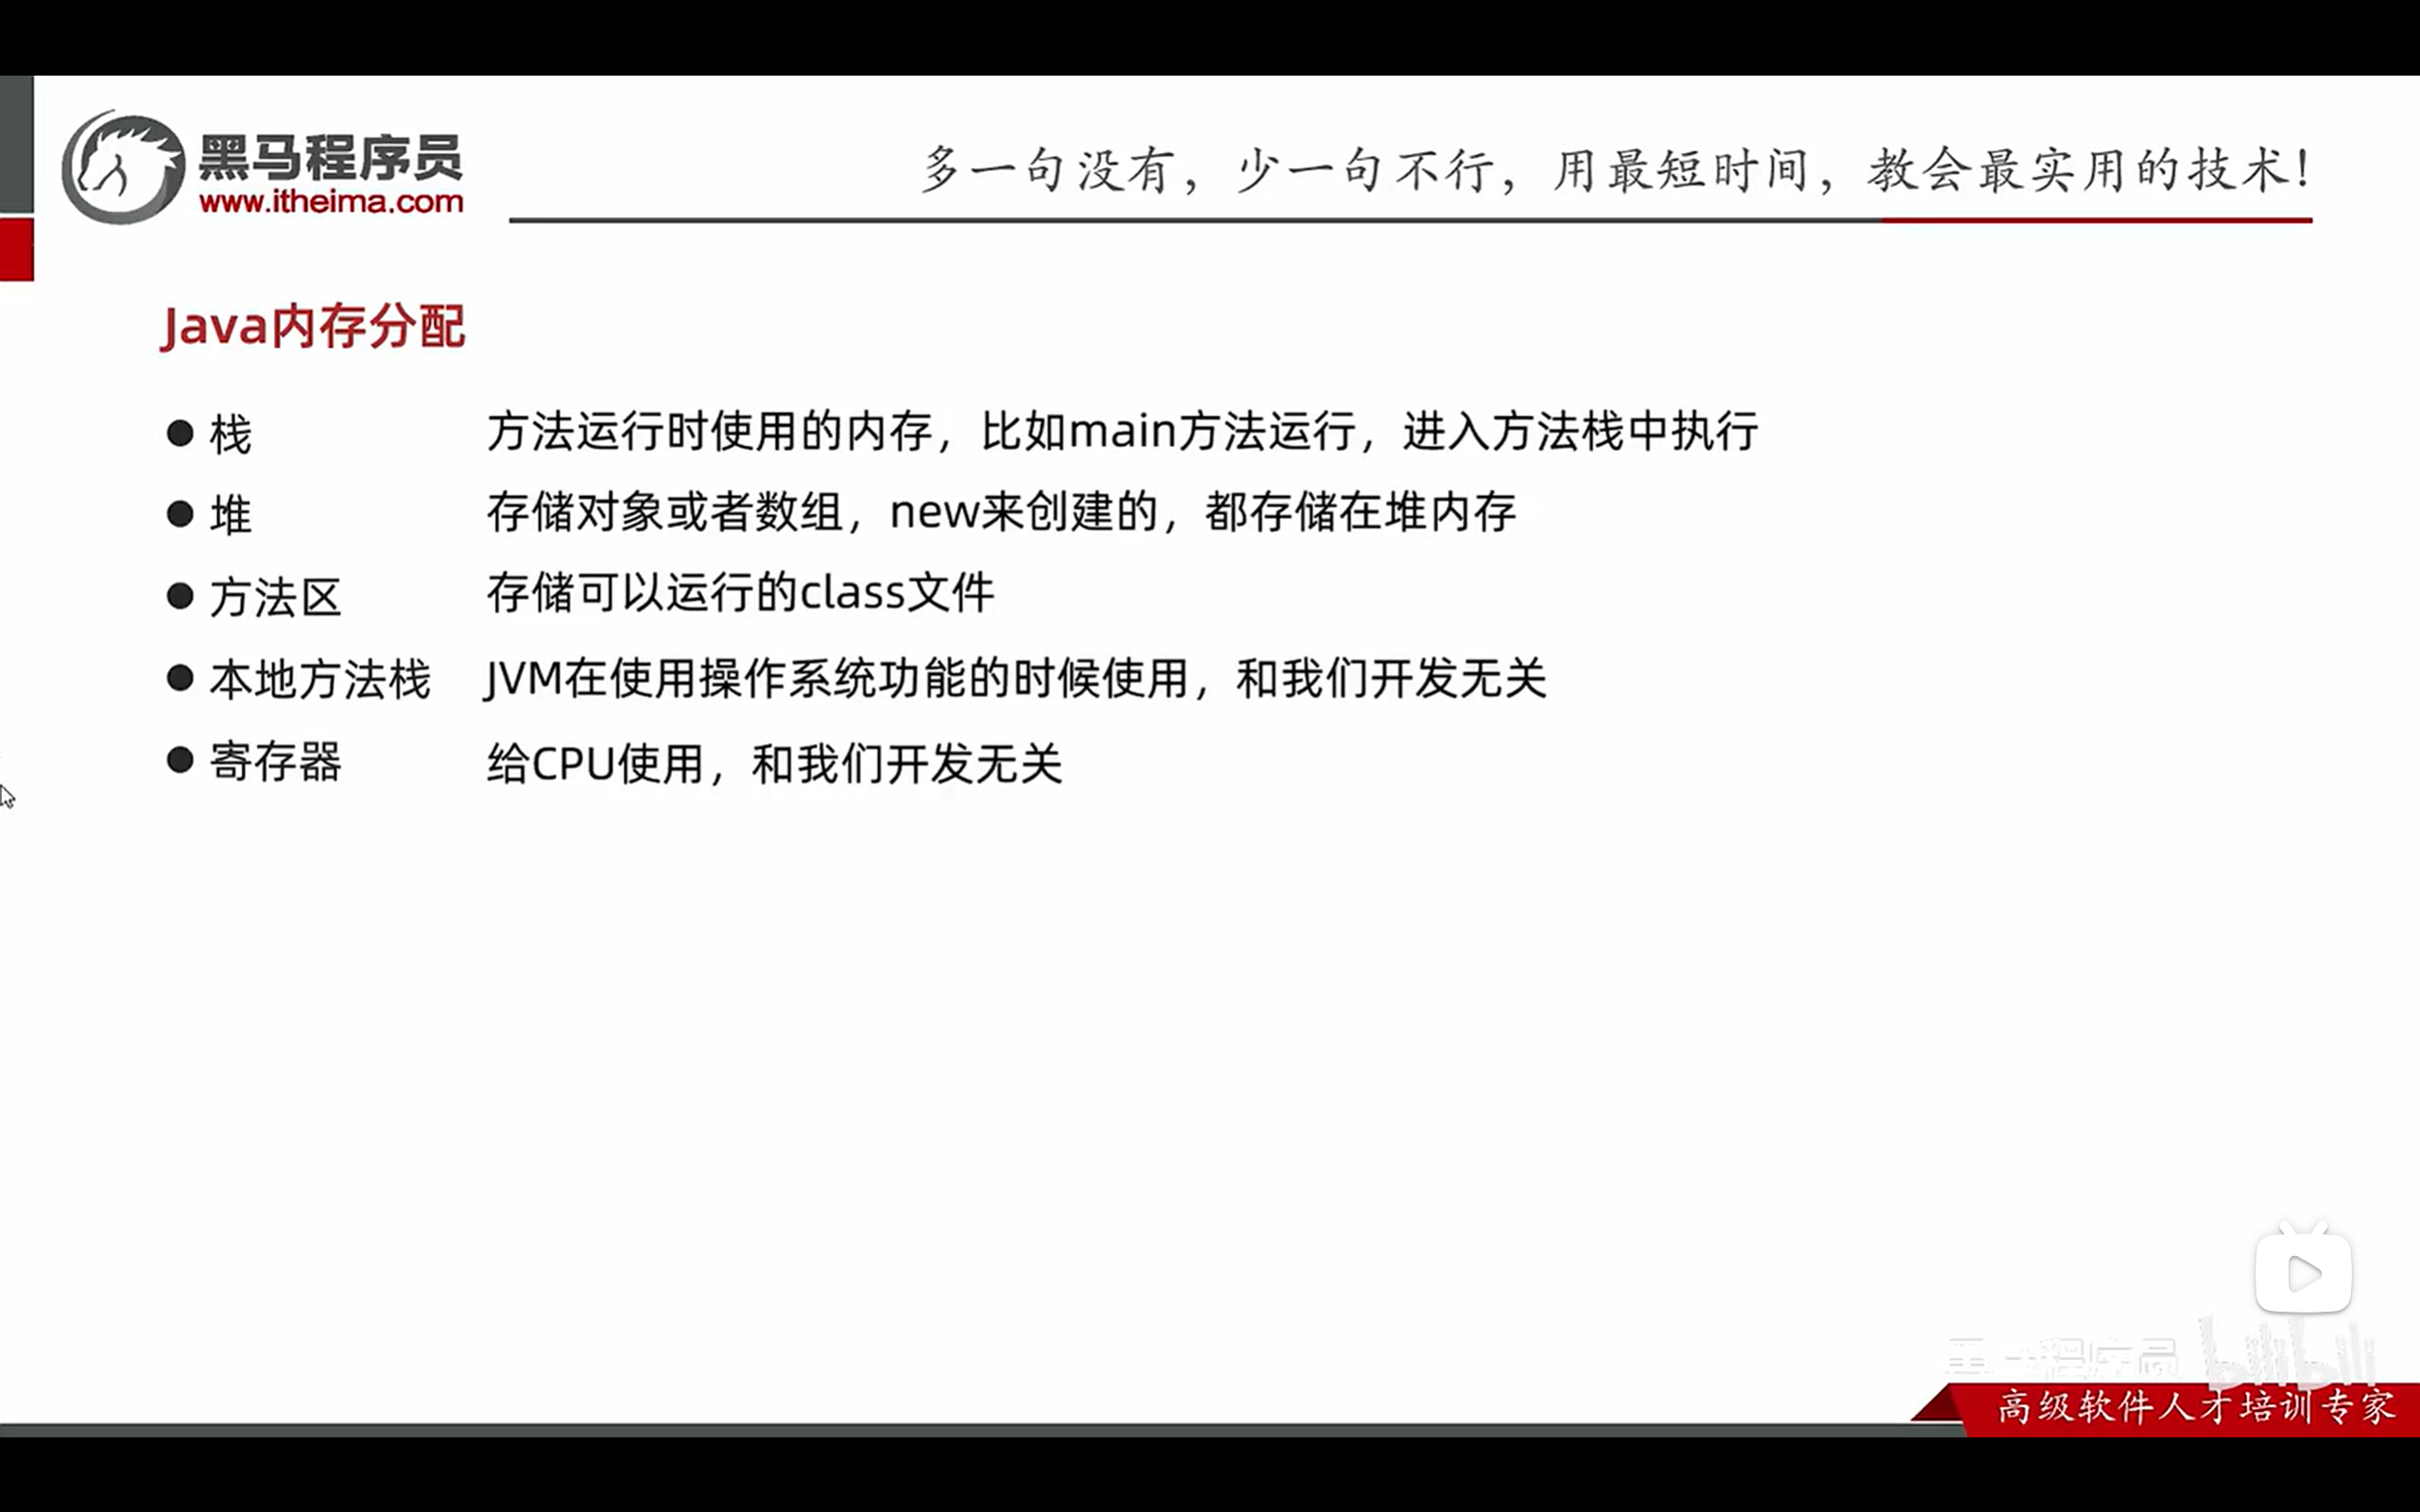 黑马程序员
www.itheima.com
多一句没有，少一句不行，用最短时间，教会最实用的技术！
Java内存分配
● 栈 方法运行时使用的内存，比如main方法运行，进入方法栈中执行
● 堆 存储对象或者数组，new来创建的，都存储在堆内存
● 方法区 存储可以运行的class文件
● 本地方法栈 JVM在使用操作系统功能的时候使用，和我们开发无关
● 寄存器 给CPU使用，和我们开发无关
黑马程序员 bilibili
高级软件人才培训专家